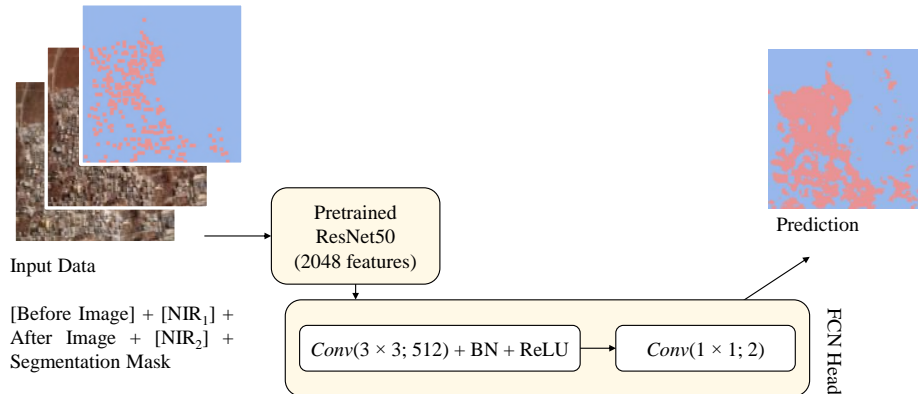 Pretrained
ResNet50
(2048 features)
Prediction
Input Data
[Before Image] + [NIR₁] +
After Image + [NIR₂] +
Segmentation Mask
Conv(3 × 3; 512) + BN + ReLU
Conv(1 × 1; 2)
FCN Head